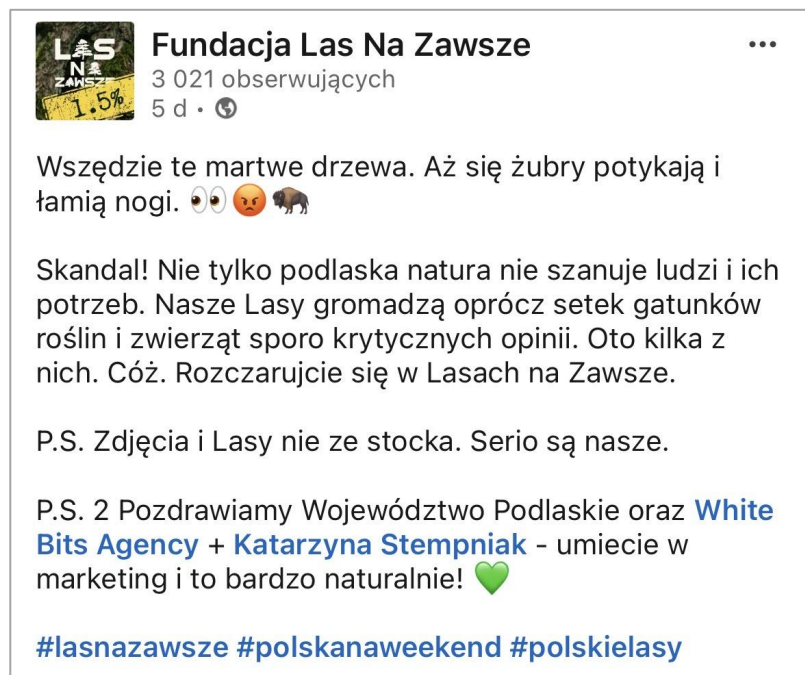 LAS
NA
ZAWSZE
1.5%
Fundacja Las Na Zawsze
3 021 obserwujących
5 d •
Wszędzie te martwe drzewa. Aż się żubry potykają i
łamią nogi. 👀😡🦬
Skandal! Nie tylko podlaska natura nie szanuje ludzi i ich
potrzeb. Nasze Lasy gromadzą oprócz setek gatunków
roślin i zwierząt sporo krytycznych opinii. Oto kilka z
nich. Cóż. Rozczarujcie się w Lasach na Zawsze.
P.S. Zdjęcia i Lasy nie ze stocka. Serio są nasze.
P.S. 2 Pozdrawiamy Województwo Podlaskie oraz White
Bits Agency + Katarzyna Stempniak - umiecie w
marketing i to bardzo naturalnie! 💚
#lasnazawsze #polskanaweekend #polskielasy